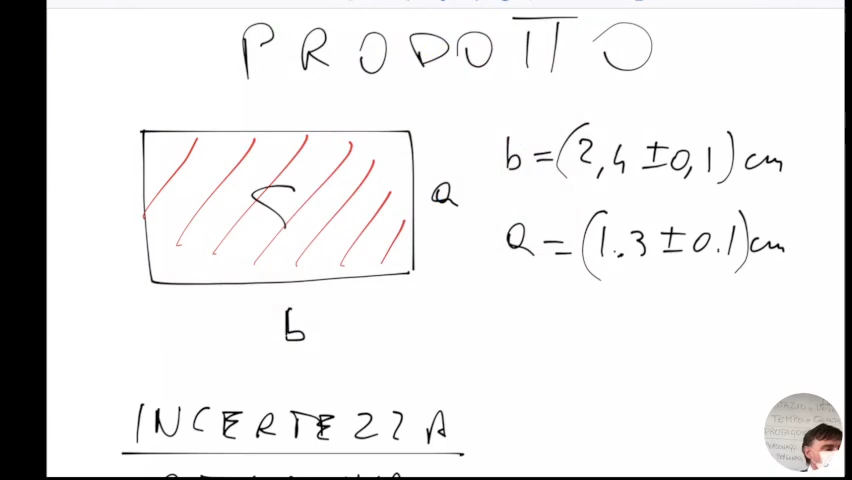 PRODOTTO
b = (2,4 ± 0,1) cm
S
a
a = (1.3 ± 0.1) cm
b
INCERTEZZA